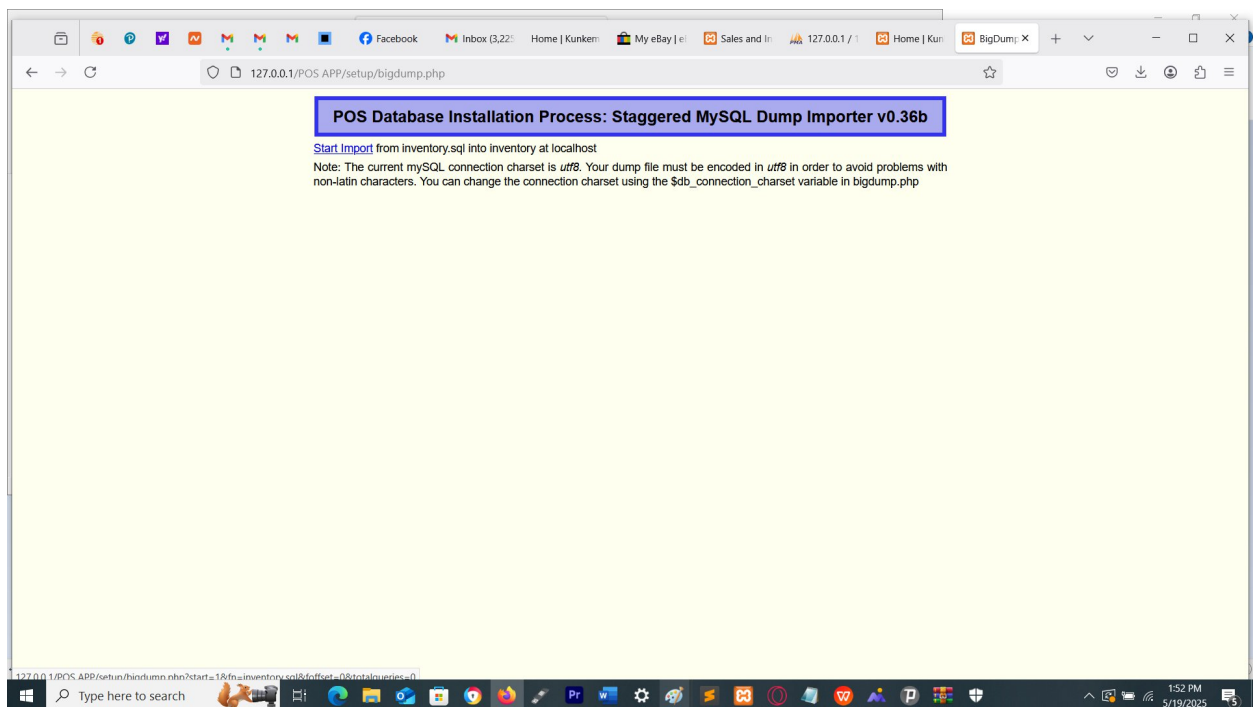 Facebook
Inbox (3,225
Home | Kunkem
My eBay | el
Sales and In
127.0.0.1 / 1
Home | Kun
BigDump
127.0.0.1/POS APP/setup/bigdump.php
POS Database Installation Process: Staggered MySQL Dump Importer v0.36b
Start Import from inventory.sql into inventory at localhost
Note: The current mySQL connection charset is utf8. Your dump file must be encoded in utf8 in order to avoid problems with
non-latin characters. You can change the connection charset using the $db_connection_charset variable in bigdump.php
127.0.0.1/POS APP/setup/bigdump.php?start=1&fn=inventory.sql&foffset=0&totalqueries=0
Type here to search
Pr
1:52 PM
5/19/2025
5